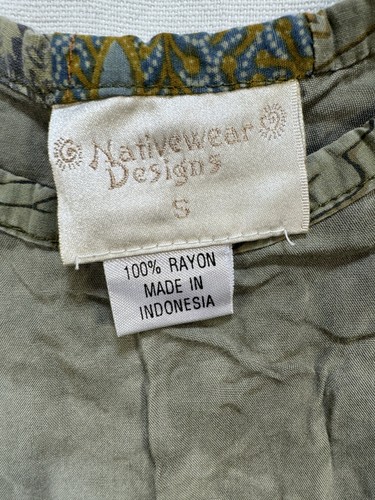 Nativewear
Designs
S
100% RAYON
MADE IN
INDONESIA